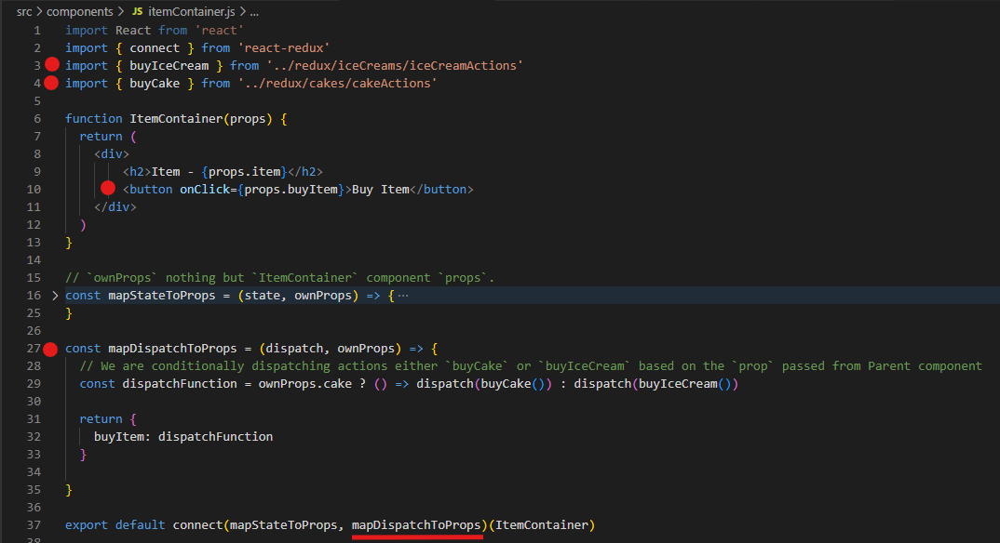 src > components > JS itemContainer.js > ...
1 import React from 'react'
2 import { connect } from 'react-redux'
3 import { buyIceCream } from '../redux/iceCreams/iceCreamActions'
4 import { buyCake } from '../redux/cakes/cakeActions'
5
6 function ItemContainer(props) {
7 return (
8 <div>
9 <h2>Item - {props.item}</h2>
10 <button onClick={props.buyItem}>Buy Item</button>
11 </div>
12 )
13 }
14
15 // `ownProps` nothing but `ItemContainer` component `props`.
16 > const mapStateToProps = (state, ownProps) => { ···
25 }
26
27 const mapDispatchToProps = (dispatch, ownProps) => {
28 // We are conditionally dispatching actions either `buyCake` or `buyIceCream` based on the `prop` passed from Parent component
29 const dispatchFunction = ownProps.cake ? () => dispatch(buyCake()) : dispatch(buyIceCream())
30
31 return {
32 buyItem: dispatchFunction
33 }
34
35 }
36
37 export default connect(mapStateToProps, mapDispatchToProps)(ItemContainer)
38